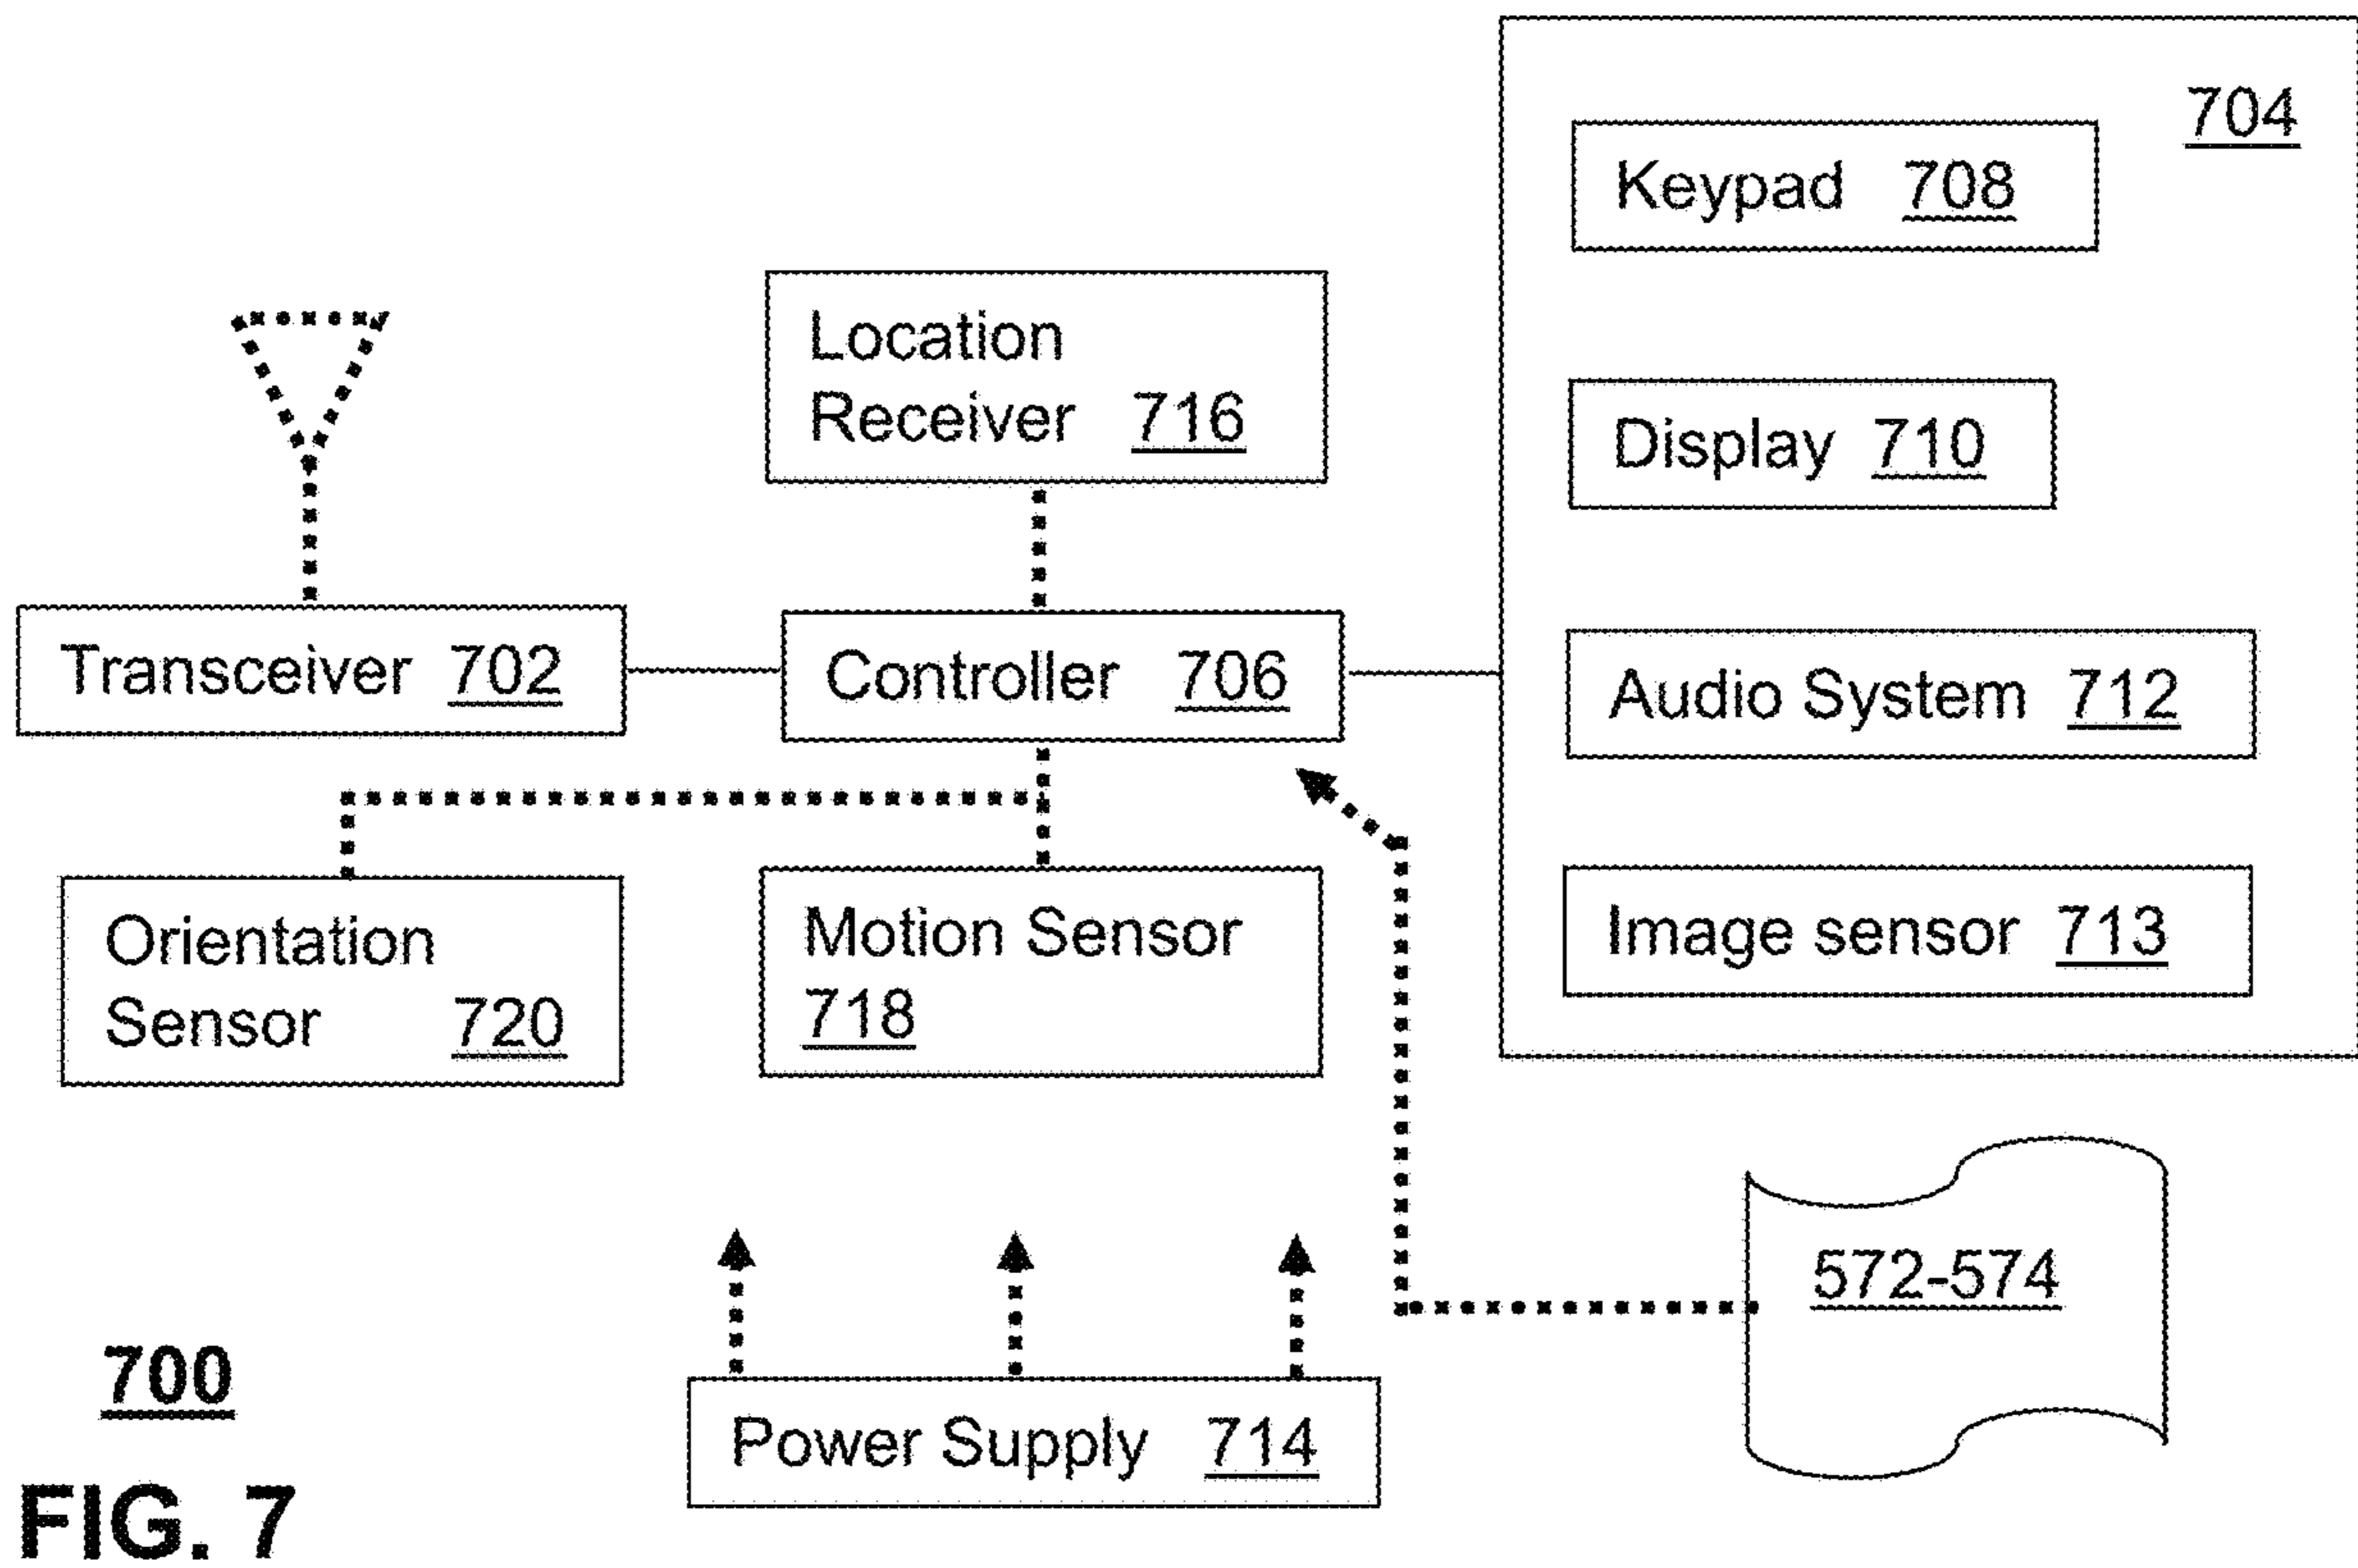 704
Keypad 708
Location
Receiver 716
Display 710
Transceiver 702
Controller 706
Audio System 712
Orientation
Sensor 720
Motion Sensor
718
Image sensor 713
572-574
700
Power Supply 714
FIG. 7